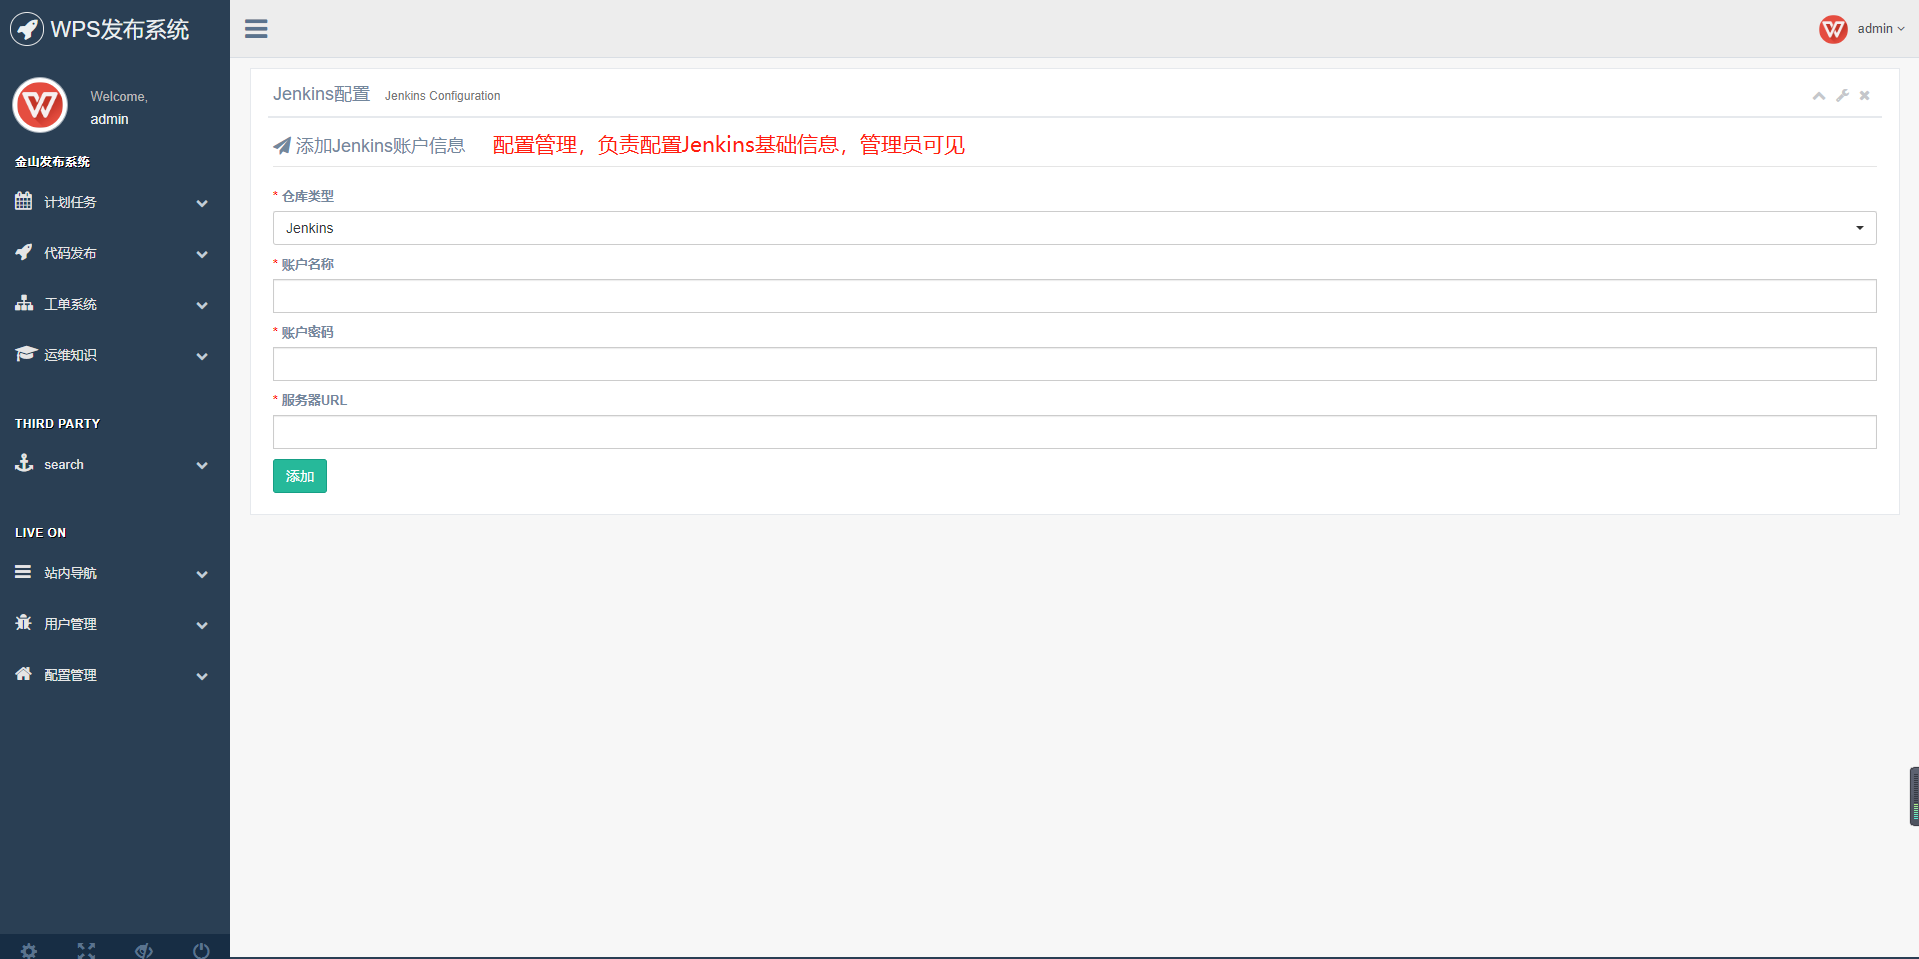 WPS发布系统
admin
Welcome,
admin
金山发布系统
计划任务
代码发布
工单系统
运维知识
THIRD PARTY
search
LIVE ON
站内导航
用户管理
配置管理
Jenkins配置 Jenkins Configuration
添加Jenkins账户信息 配置管理，负责配置Jenkins基础信息，管理员可见
* 仓库类型
Jenkins
* 账户名称
* 账户密码
* 服务器URL
添加